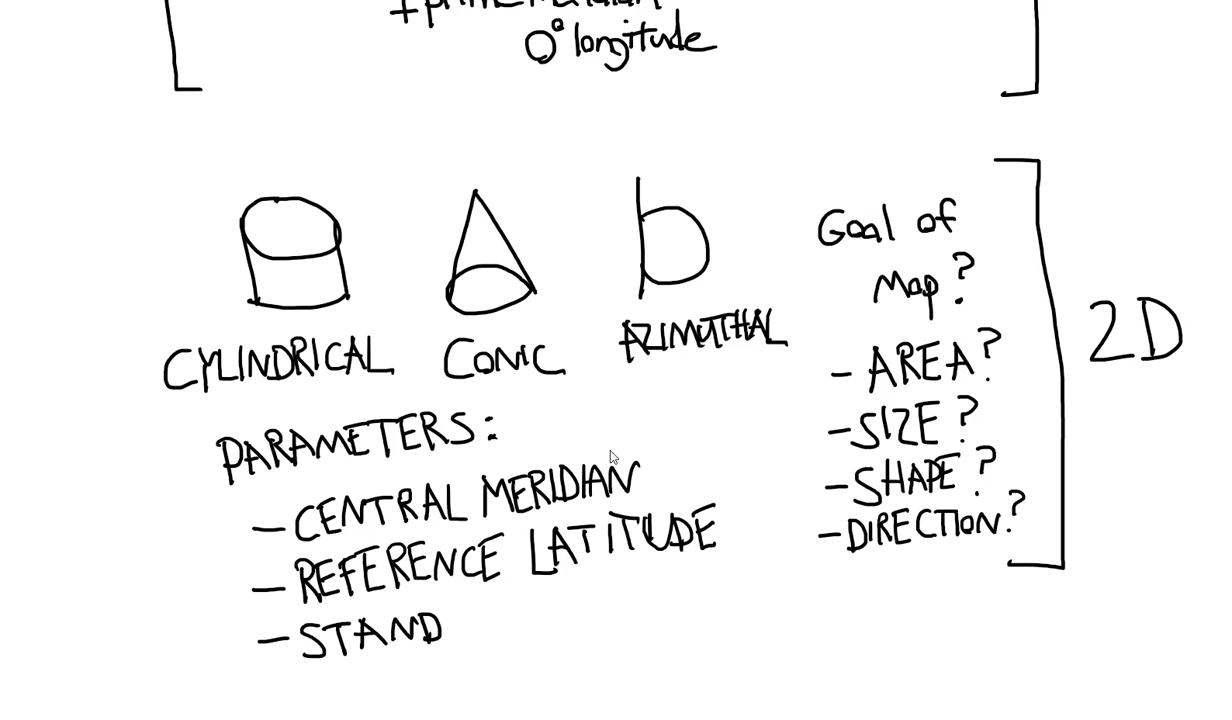 0° longitude
CYLINDRICAL CONIC AZIMUTHAL
PARAMETERS:
- CENTRAL MERIDIAN
- REFERENCE LATITUDE
- STAND
Goal of
Map?
- AREA?
- SIZE?
- SHAPE?
- DIRECTION?
2D